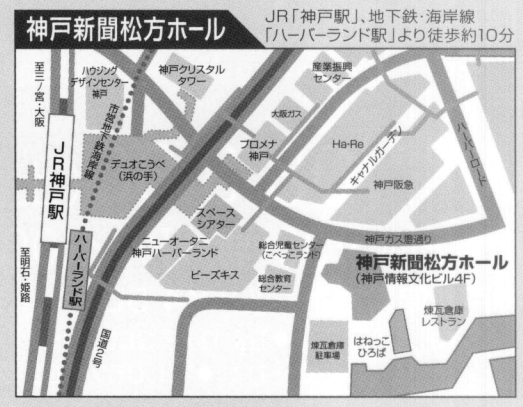 神戸新聞松方ホール
JR「神戸駅」、地下鉄・海岸線
「ハーバーランド駅」より徒歩約10分
至三ノ宮・大阪
ハウジング
デザインセンター
神戸
神戸クリスタル
タワー
産業振興
センター
市営地下鉄海岸線
大阪ガス
JR神戸駅
デュオこうべ
(浜の手)
プロメナ
神戸
Ha・Re
キャナルガーデン
ハーバーロード
神戸阪急
スペース
シアター
ハーバーランド駅
ニューオータニ
神戸ハーバーランド
総合児童センター
(こべっこランド)
神戸ガス燈通り
至明石・姫路
ビーズキス
総合教育
センター
神戸新聞松方ホール
(神戸情報文化ビル4F)
国道2号
煉瓦倉庫
レストラン
煉瓦倉庫
駐車場
はねっこ
ひろば